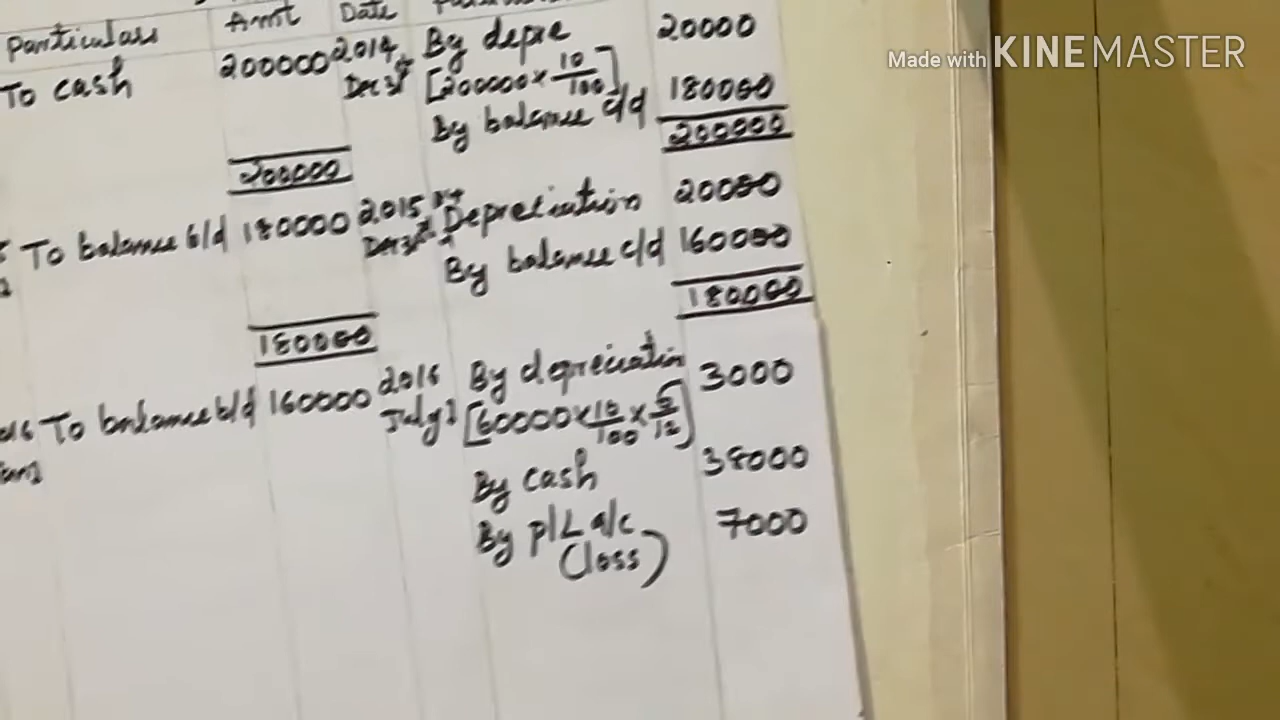 Made with KINEMASTER
Particulars Amt Date
To cash 200000 2014 By depre 20000
Dec 31st [200000 × 10/100]
By balance c/d 180000
200000 200000
To balance b/d 180000 2015 Depreciation 20000
Dec 31st By balance c/d 160000
180000 180000
To balance b/d 160000 2016 By depreciation 3000
July 1 [60000 × 10/100 × 6/12]
By cash 38000
By P/L a/c 7000
(loss)